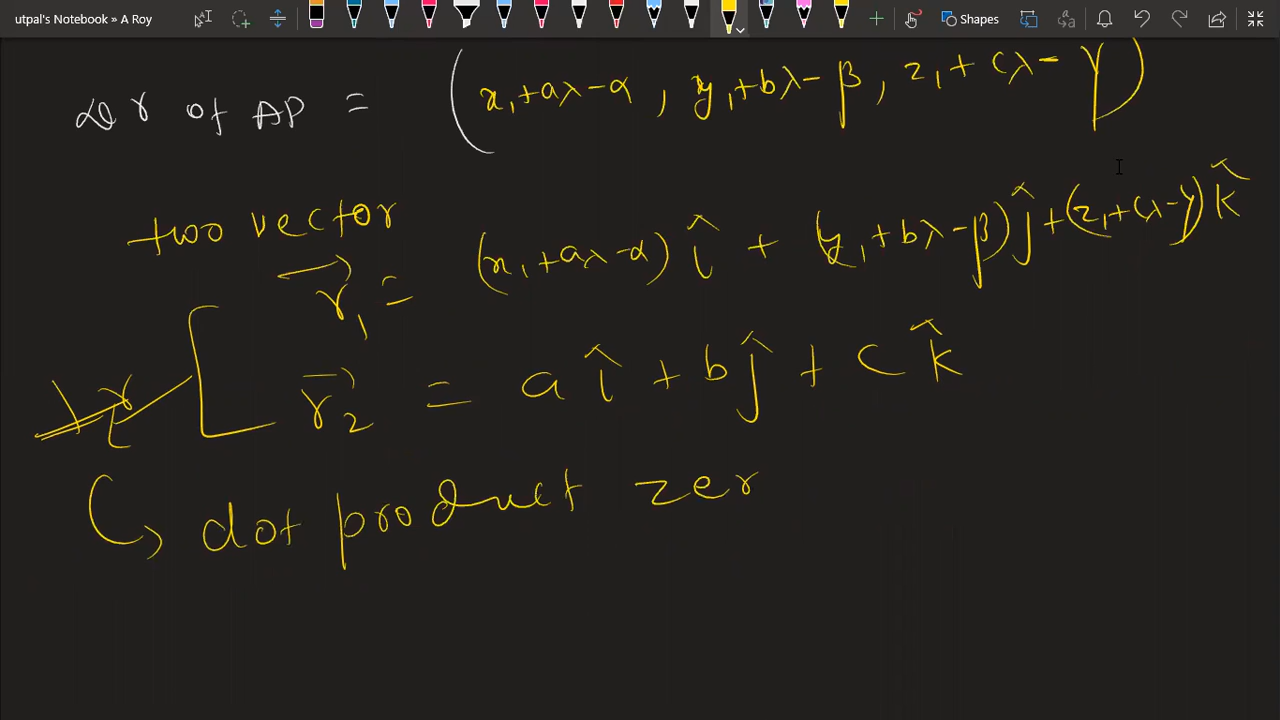 utpal's Notebook » A Roy
Shapes
Dr of AP = (x₁+aλ-α, y₁+bλ-β, z₁+cλ-γ)
two vector
r⃗₁ = (x₁+aλ-α) î + (y₁+bλ-β) ĵ + (z₁+cλ-γ) k̂
r⃗₂ = a î + b ĵ + c k̂
dot product zer